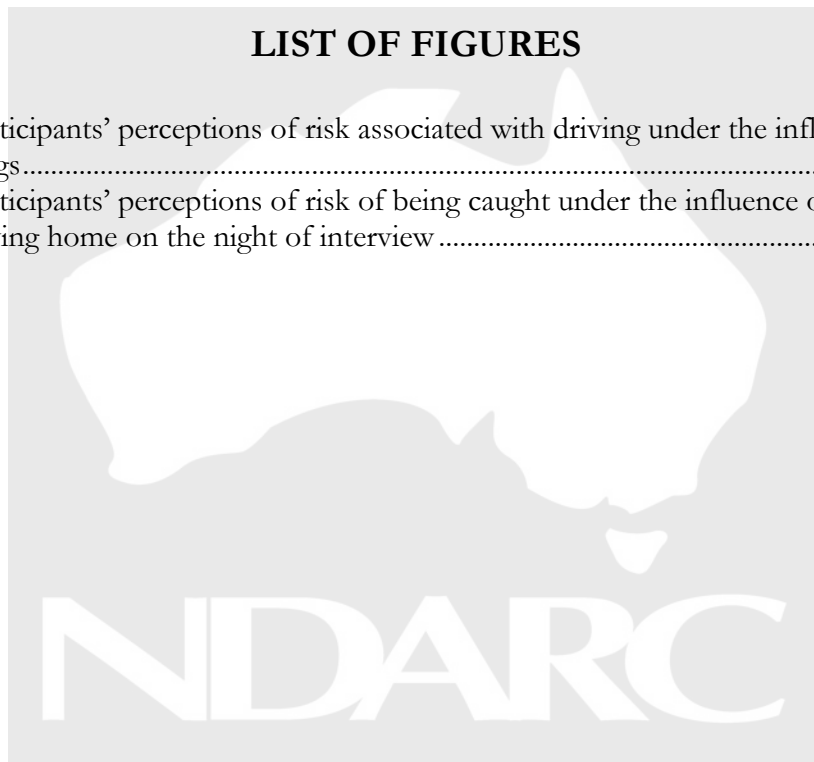 LIST OF FIGURES
ticipants’ perceptions of risk associated with driving under the infl
gs..........................................................................................................................
ticipants’ perceptions of risk of being caught under the influence o
ving home on the night of interview..........................................................
NDARC